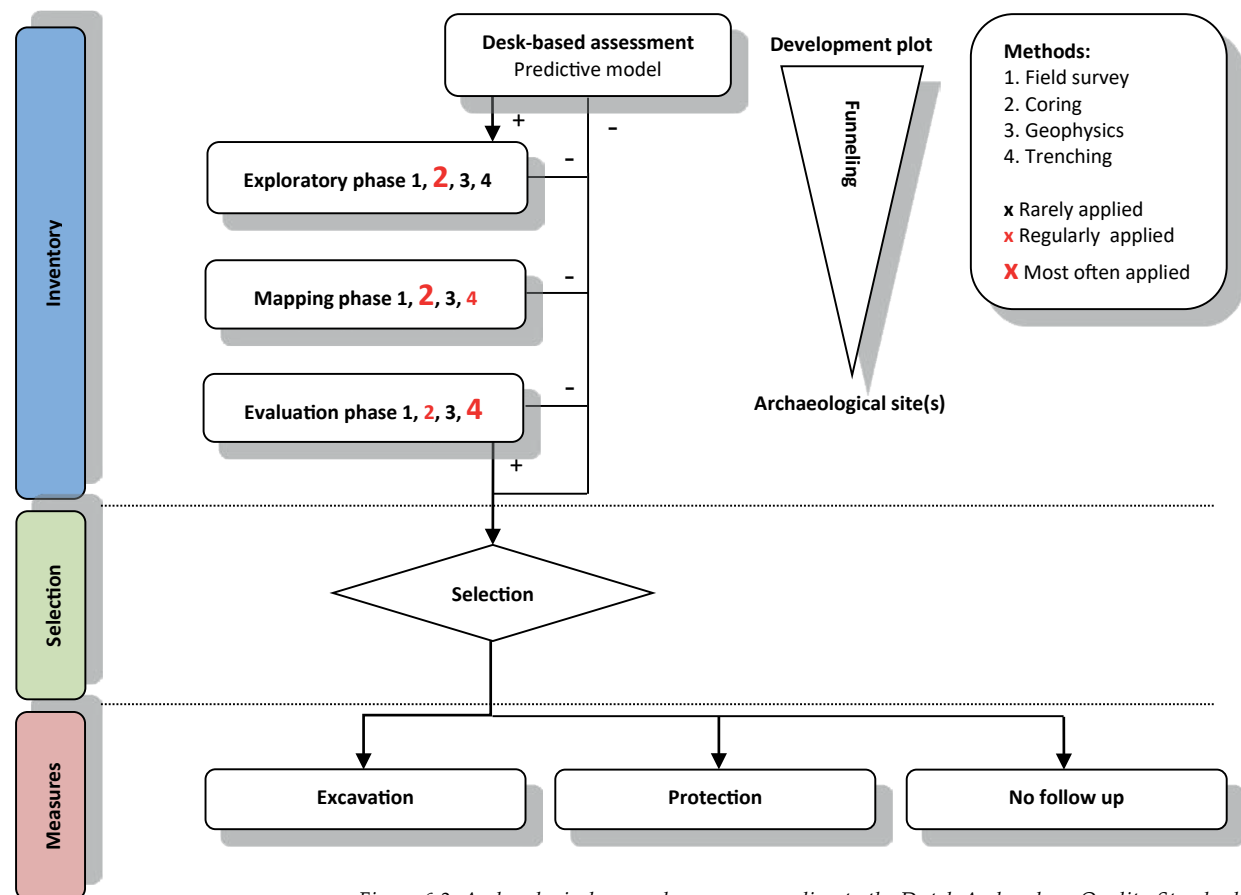 Desk-based assessment
Predictive model
Development plot
Funneling
Archaeological site(s)
Methods:
1. Field survey
2. Coring
3. Geophysics
4. Trenching
x Rarely applied
x Regularly applied
X Most often applied
Inventory
+
-
Exploratory phase 1, 2, 3, 4
-
Mapping phase 1, 2, 3, 4
-
Evaluation phase 1, 2, 3, 4
-
+
Selection
Selection
Measures
Excavation
Protection
No follow up